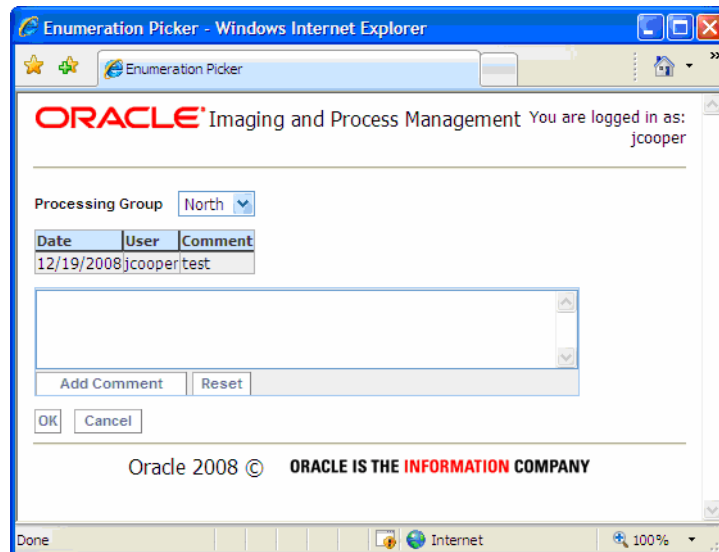 Enumeration Picker - Windows Internet Explorer
Enumeration Picker
ORACLE Imaging and Process Management You are logged in as:
jcooper
Processing Group North
Date User Comment
12/19/2008 jcooper test
Add Comment Reset
OK Cancel
Oracle 2008 © ORACLE IS THE INFORMATION COMPANY
Done Internet 100%